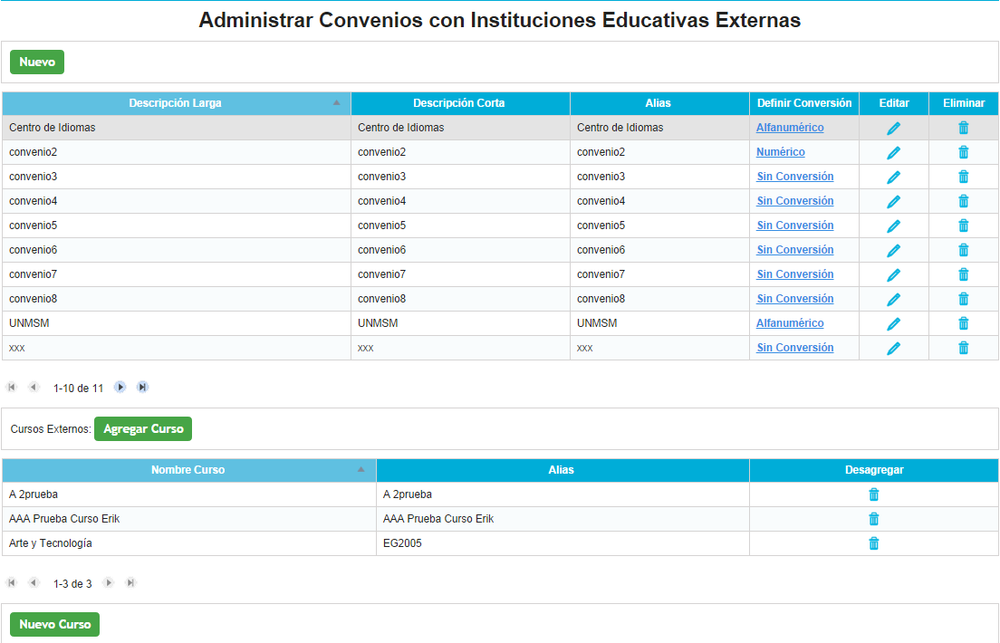 Administrar Convenios con Instituciones Educativas Externas
Nuevo
Descripción Larga Descripción Corta Alias Definir Conversión Editar Eliminar
Centro de Idiomas Centro de Idiomas Centro de Idiomas Alfanumérico
convenio2 convenio2 convenio2 Numérico
convenio3 convenio3 convenio3 Sin Conversión
convenio4 convenio4 convenio4 Sin Conversión
convenio5 convenio5 convenio5 Sin Conversión
convenio6 convenio6 convenio6 Sin Conversión
convenio7 convenio7 convenio7 Sin Conversión
convenio8 convenio8 convenio8 Sin Conversión
UNMSM UNMSM UNMSM Alfanumérico
xxx xxx xxx Sin Conversión
1-10 de 11
Cursos Externos: Agregar Curso
Nombre Curso Alias Desagregar
A 2prueba A 2prueba
AAA Prueba Curso Erik AAA Prueba Curso Erik
Arte y Tecnología EG2005
1-3 de 3
Nuevo Curso